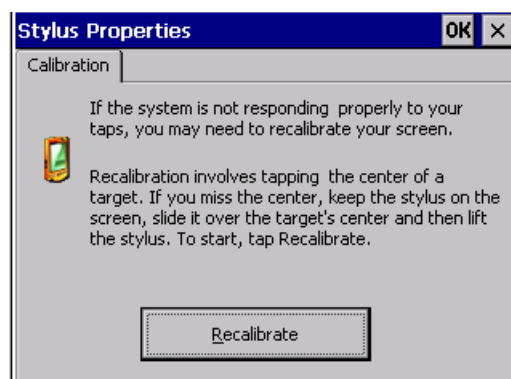 Stylus Properties OK ×
Calibration
If the system is not responding properly to your
taps, you may need to recalibrate your screen.
Recalibration involves tapping the center of a
target. If you miss the center, keep the stylus on the
screen, slide it over the target's center and then lift
the stylus. To start, tap Recalibrate.
Recalibrate